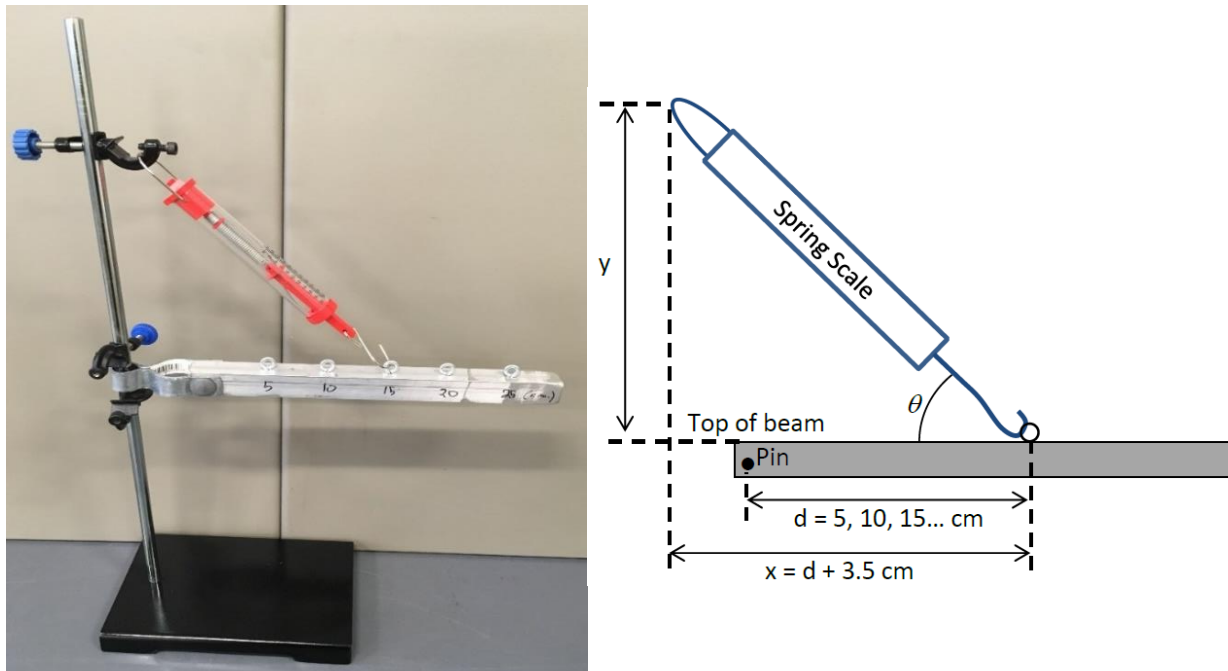 5 10 15 20 25 (cm)
y
Spring Scale
θ
Top of beam
Pin
d = 5, 10, 15... cm
x = d + 3.5 cm